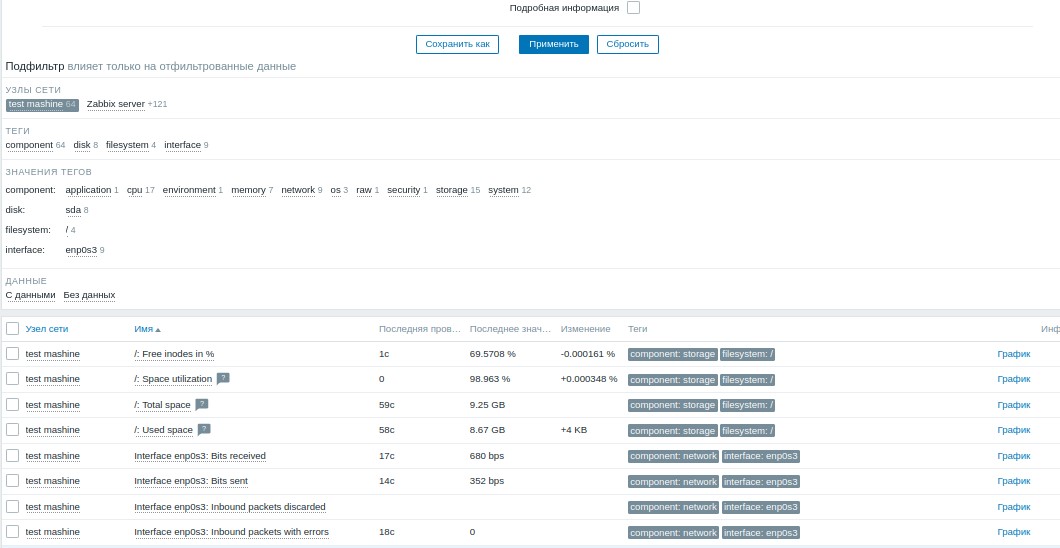 Подробная информация
Сохранить как Применить Сбросить
Подфильтр влияет только на отфильтрованные данные
УЗЛЫ СЕТИ
test mashine 64 Zabbix server +121
ТЕГИ
component 64 disk 8 filesystem 4 interface 9
ЗНАЧЕНИЯ ТЕГОВ
component: application 1 cpu 17 environment 1 memory 7 network 9 os 3 raw 1 security 1 storage 15 system 12
disk: sda 8
filesystem: / 4
interface: enp0s3 9
ДАННЫЕ
С данными Без данных
Узел сети Имя Последняя пров... Последнее знач... Изменение Теги Инф
test mashine /: Free inodes in % 1с 69.5708 % -0.000161 % component: storage filesystem: / График
test mashine /: Space utilization ? 0 98.963 % +0.000348 % component: storage filesystem: / График
test mashine /: Total space ? 59с 9.25 GB component: storage filesystem: / График
test mashine /: Used space ? 58с 8.67 GB +4 KB component: storage filesystem: / График
test mashine Interface enp0s3: Bits received 17с 680 bps component: network interface: enp0s3 График
test mashine Interface enp0s3: Bits sent 14с 352 bps component: network interface: enp0s3 График
test mashine Interface enp0s3: Inbound packets discarded component: network interface: enp0s3 График
test mashine Interface enp0s3: Inbound packets with errors 18с 0 component: network interface: enp0s3 График